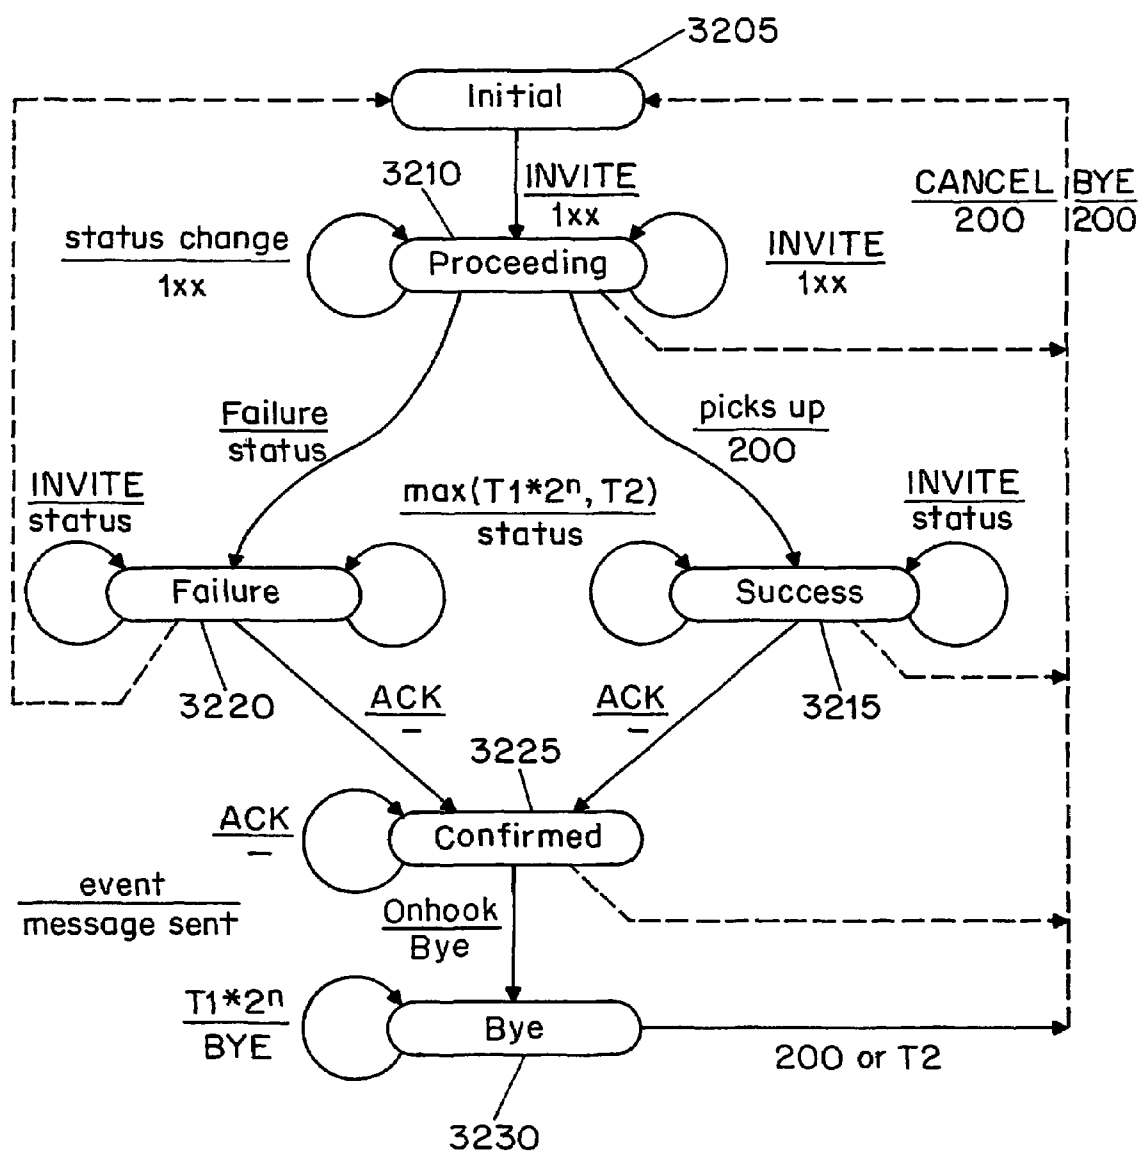 3205
Initial
3210
INVITE
1xx
CANCEL
200
BYE
200
status change
1xx
Proceeding
INVITE
1xx
Failure
status
picks up
200
INVITE
status
max(T1*2ⁿ, T2)
status
INVITE
status
Failure
Success
3220
ACK
–
ACK
–
3215
3225
ACK
–
Confirmed
event
message sent
Onhook
Bye
T1*2ⁿ
BYE
Bye
200 or T2
3230